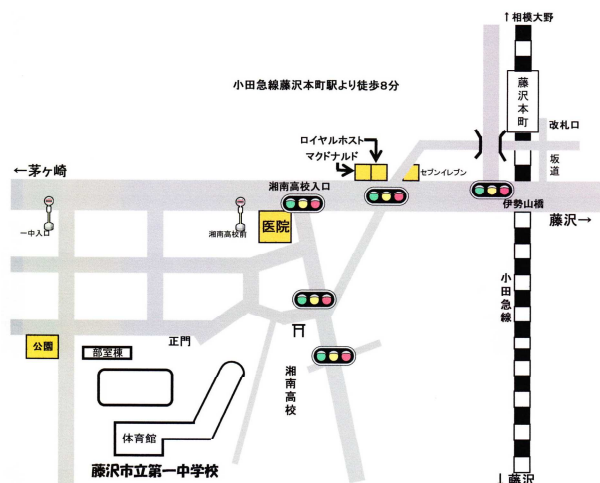 ↑相模大野
小田急線藤沢本町駅より徒歩8分
藤沢本町
改札口
ロイヤルホスト
マクドナルド
セブンイレブン
坂道
←茅ヶ崎
湘南高校入口
伊勢山橋
藤沢→
一中入口
湘南高校前
医院
小田急線
公園
正門
部室棟
湘南高校
体育館
藤沢市立第一中学校
↓藤沢